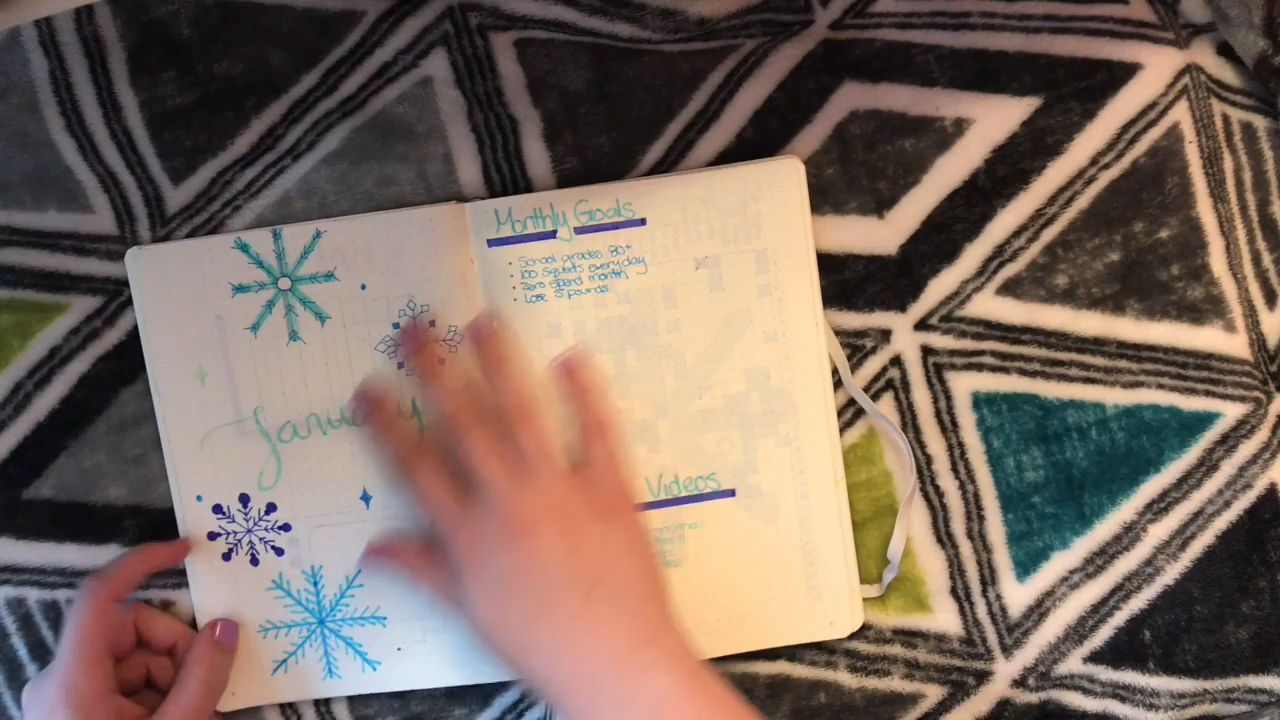 January
Monthly Goals
• School grades 80+
• 100 squats everyday
• Zero spend month
• Lose 5 pounds
Videos